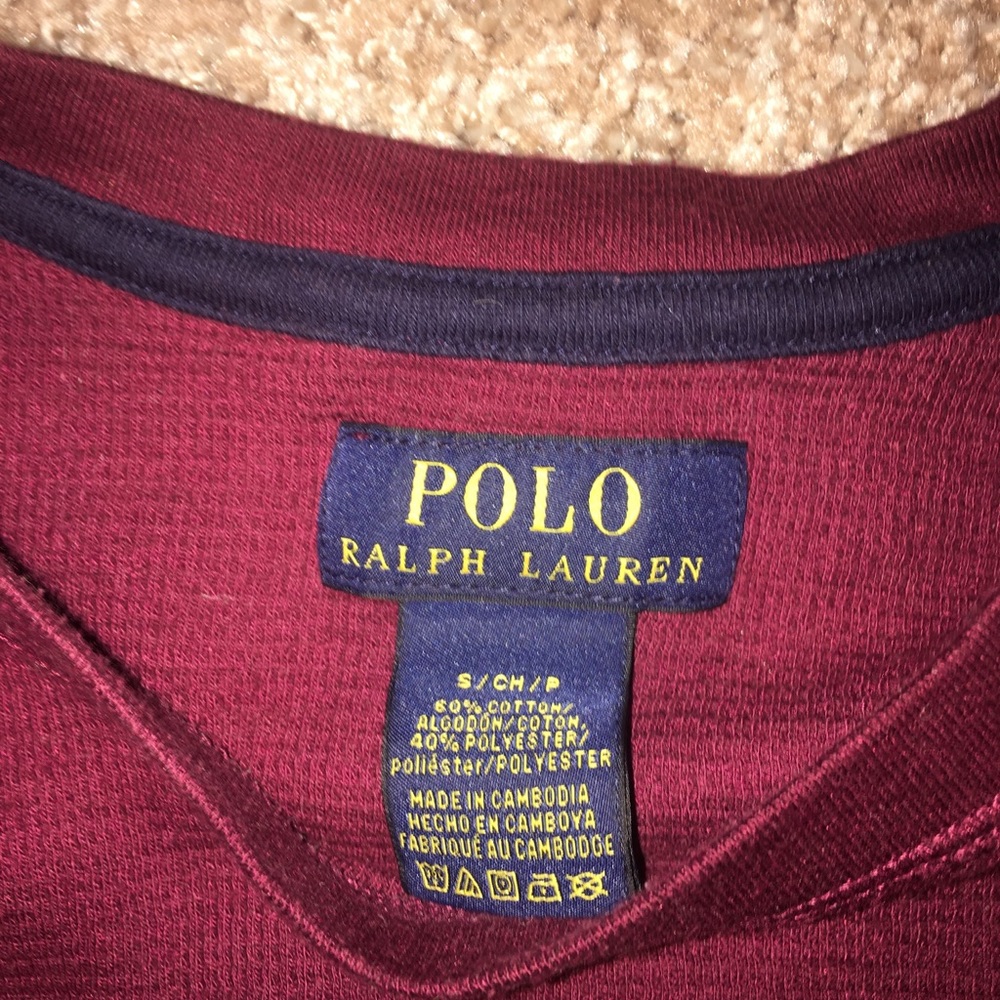 POLO
RALPH LAUREN
S/CH/P
60% COTTON/
ALGODÓN/COTON,
40% POLYESTER/
poliéster/POLYESTER
MADE IN CAMBODIA
HECHO EN CAMBOYA
FABRIQUÉ AU CAMBODGE